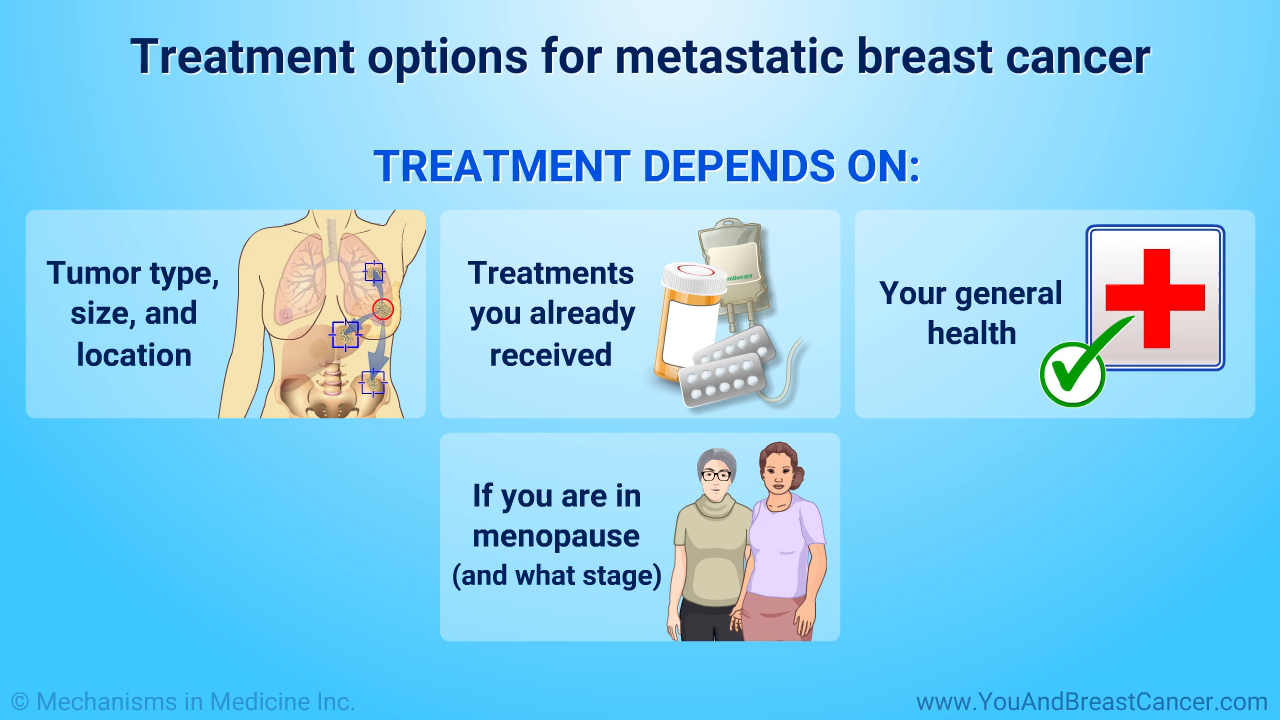 Treatment options for metastatic breast cancer
TREATMENT DEPENDS ON:
Tumor type,
size, and
location
Treatments
you already
received
Your general
health
If you are in
menopause
(and what stage)
© Mechanisms in Medicine Inc.
www.YouAndBreastCancer.com